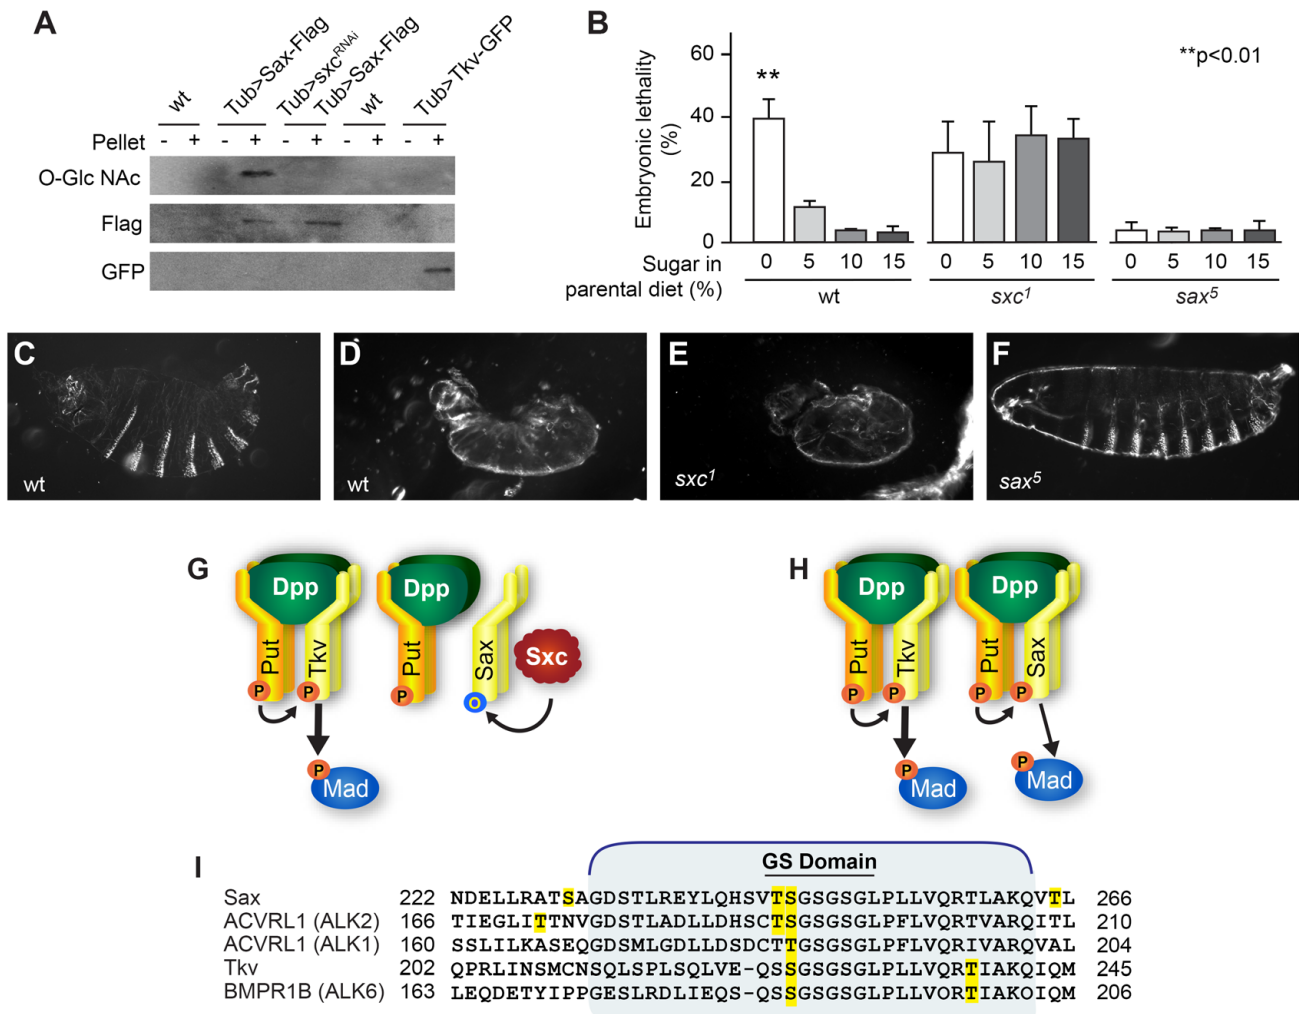 A
wt
Tub>Sax-Flag
Tub>sxcRNAi
Tub>Sax-Flag
wt
Tub>Tkv-GFP
Pellet - + - + - + - + - +
O-Glc NAc
Flag
GFP
B
**p<0.01
Embryonic lethality
(%)
60
40
20
0
**
Sugar in
parental diet (%)
0 5 10 15 0 5 10 15 0 5 10 15
wt sxc1 sax5
C
wt
D
wt
E
sxc1
F
sax5
G
Dpp
Put
Tkv
P
P
P
Mad
Dpp
Put
P
Sax
O
Sxc
H
Dpp
Put
Tkv
P
P
P
Mad
Dpp
Put
Sax
P
P
P
Mad
I
GS Domain
Sax 222 NDELLRATSAGDSTLREYLQHSVTSGSGSGLPLLVQRTLAKQVTL 266
ACVRL1 (ALK2) 166 TIEGLITTNVGDSTLADLLDHSCTSGSGSGLPFLVQRTVARQITL 210
ACVRL1 (ALK1) 160 SSLILKASEQGDSMLGDLLDSDCTTGSGSGLPFLVQRTVARQVAL 204
Tkv 202 QPRLINSMCNSQLSPLSQLVE-QSSGSGSGLPLLVQRTIAKQIQM 245
BMPR1B (ALK6) 163 LEQDETYIPPGESLRDLIEQS-QSSGSGSGLPLLVQRTIAKQIQM 206